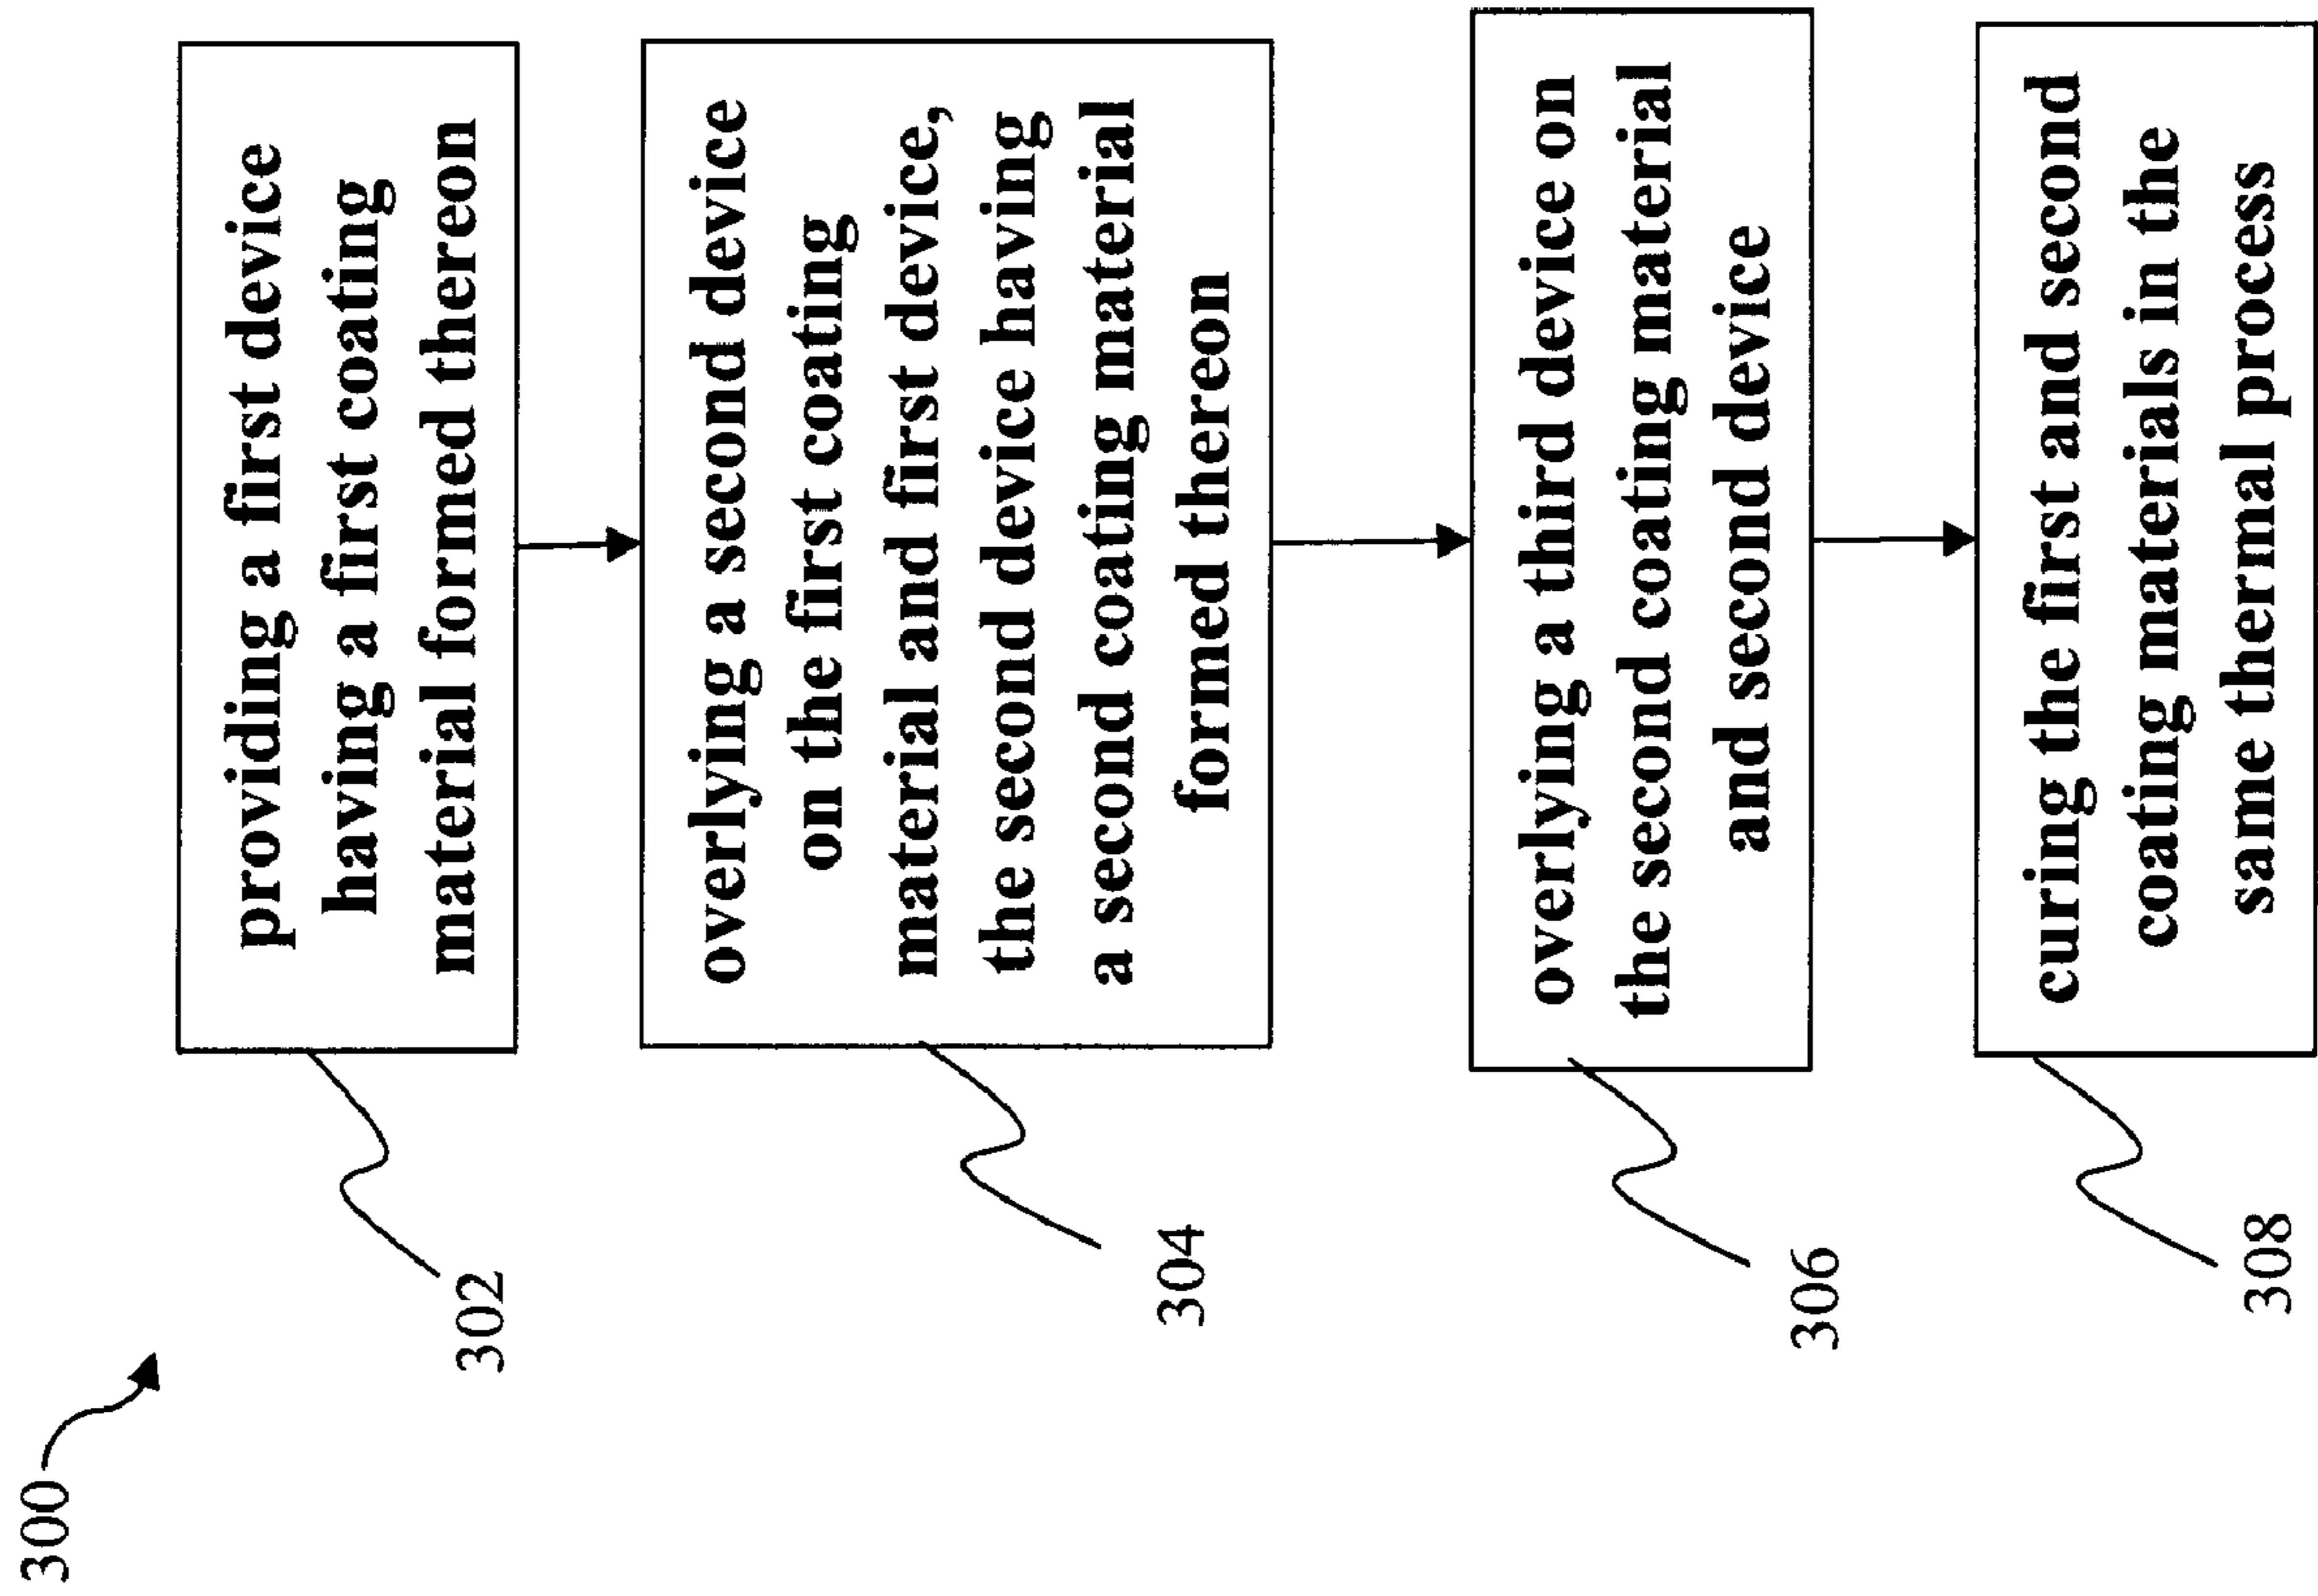 300
302
providing a first device
having a first coating
material formed thereon
304
overlying a second device
on the first coating
material and first device,
the second device having
a second coating material
formed thereon
306
overlying a third device on
the second coating material
and second device
308
curing the first and second
coating materials in the
same thermal process